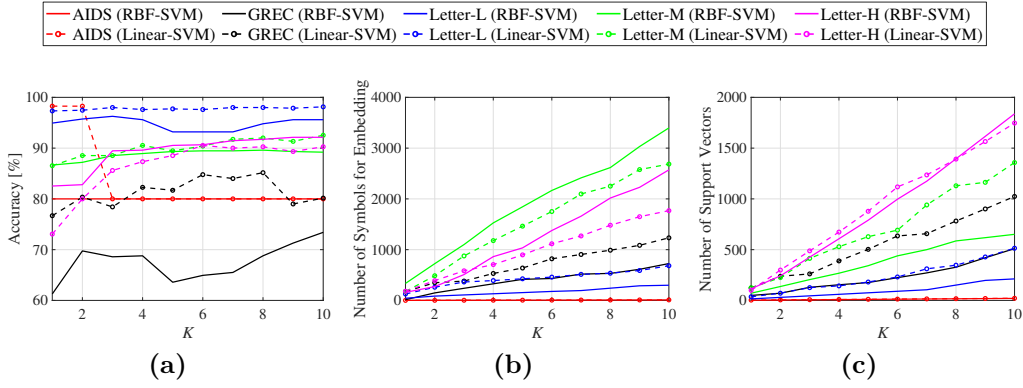 AIDS (RBF-SVM) GREC (RBF-SVM) Letter-L (RBF-SVM) Letter-M (RBF-SVM) Letter-H (RBF-SVM)
AIDS (Linear-SVM) GREC (Linear-SVM) Letter-L (Linear-SVM) Letter-M (Linear-SVM) Letter-H (Linear-SVM)
Accuracy [%]
100
90
80
70
60
2 4 6 8 10
K
(a)
Number of Symbols for Embedding
4000
3000
2000
1000
0
2 4 6 8 10
K
(b)
Number of Support Vectors
2000
1500
1000
500
0
2 4 6 8 10
K
(c)